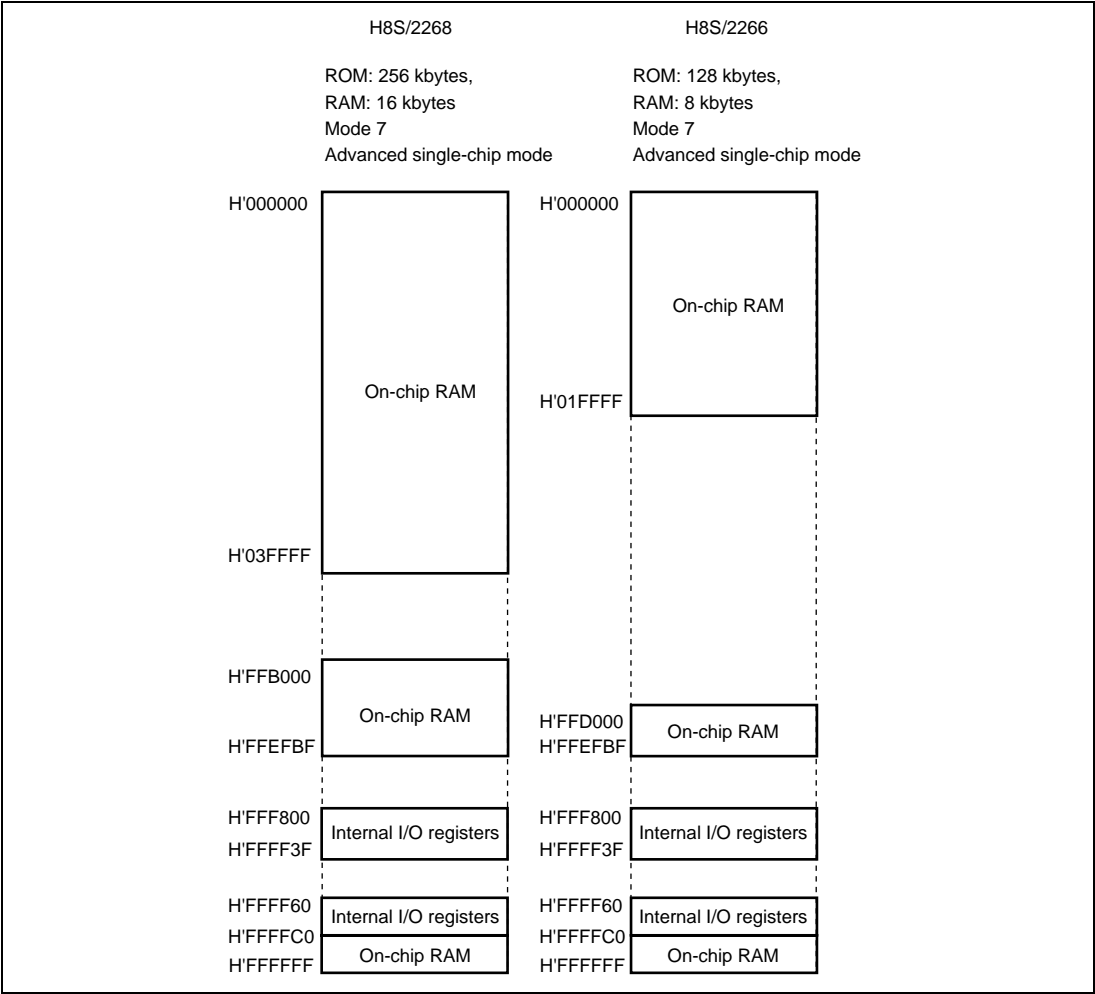 H8S/2268
ROM: 256 kbytes,
RAM: 16 kbytes
Mode 7
Advanced single-chip mode
H'000000
On-chip RAM
H'03FFFF
H'FFB000
On-chip RAM
H'FFEFBF
H'FFF800
Internal I/O registers
H'FFFF3F
H'FFFF60
Internal I/O registers
H'FFFFC0
On-chip RAM
H'FFFFFF
H8S/2266
ROM: 128 kbytes,
RAM: 8 kbytes
Mode 7
Advanced single-chip mode
H'000000
On-chip RAM
H'01FFFF
H'FFD000
On-chip RAM
H'FFEFBF
H'FFF800
Internal I/O registers
H'FFFF3F
H'FFFF60
Internal I/O registers
H'FFFFC0
On-chip RAM
H'FFFFFF